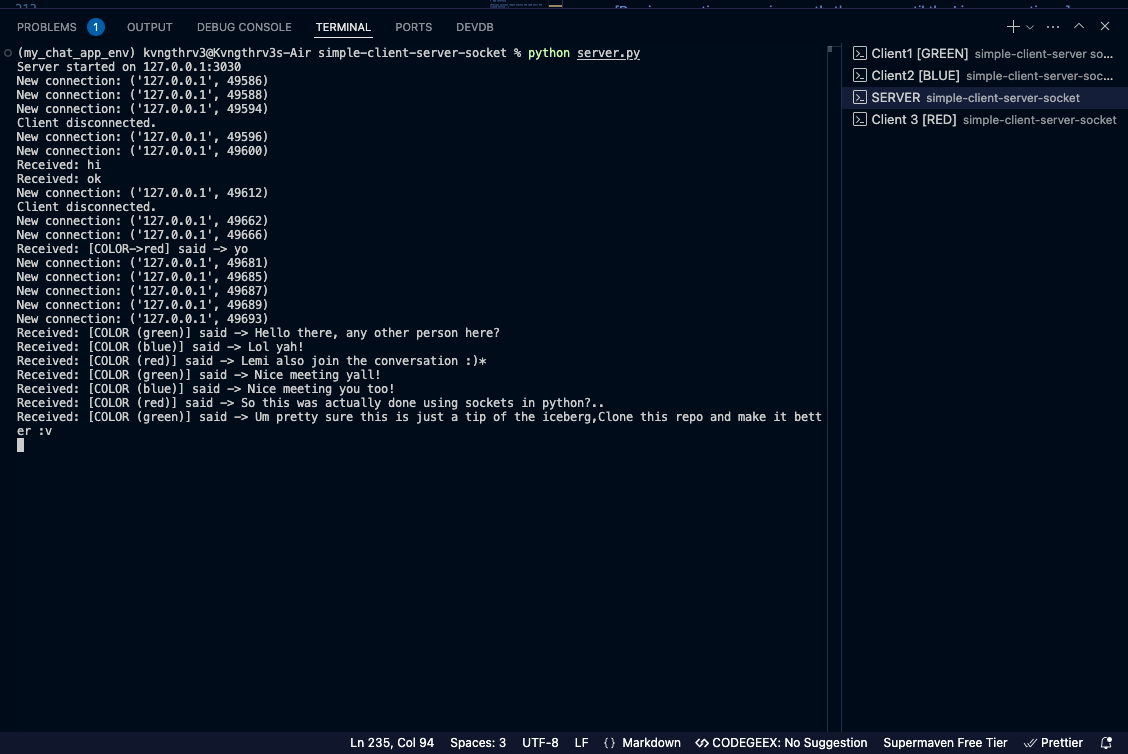 PROBLEMS 1 OUTPUT DEBUG CONSOLE TERMINAL PORTS DEVDB
(my_chat_app_env) kvngthrv3@Kvngthrv3s-Air simple-client-server-socket % python server.py
Server started on 127.0.0.1:3030
New connection: ('127.0.0.1', 49586)
New connection: ('127.0.0.1', 49588)
New connection: ('127.0.0.1', 49594)
Client disconnected.
New connection: ('127.0.0.1', 49596)
New connection: ('127.0.0.1', 49600)
Received: hi
Received: ok
New connection: ('127.0.0.1', 49612)
Client disconnected.
New connection: ('127.0.0.1', 49662)
New connection: ('127.0.0.1', 49666)
Received: [COLOR->red] said -> yo
New connection: ('127.0.0.1', 49681)
New connection: ('127.0.0.1', 49685)
New connection: ('127.0.0.1', 49687)
New connection: ('127.0.0.1', 49689)
New connection: ('127.0.0.1', 49693)
Received: [COLOR (green)] said -> Hello there, any other person here?
Received: [COLOR (blue)] said -> Lol yah!
Received: [COLOR (red)] said -> Lemi also join the conversation :)*
Received: [COLOR (green)] said -> Nice meeting yall!
Received: [COLOR (blue)] said -> Nice meeting you too!
Received: [COLOR (red)] said -> So this was actually done using sockets in python?..
Received: [COLOR (green)] said -> Um pretty sure this is just a tip of the iceberg,Clone this repo and make it bett
er :v
Client1 [GREEN] simple-client-server so...
Client2 [BLUE] simple-client-server-soc...
SERVER simple-client-server-socket
Client 3 [RED] simple-client-server-socket
Ln 235, Col 94 Spaces: 3 UTF-8 LF {} Markdown CODEGEEX: No Suggestion Supermaven Free Tier Prettier